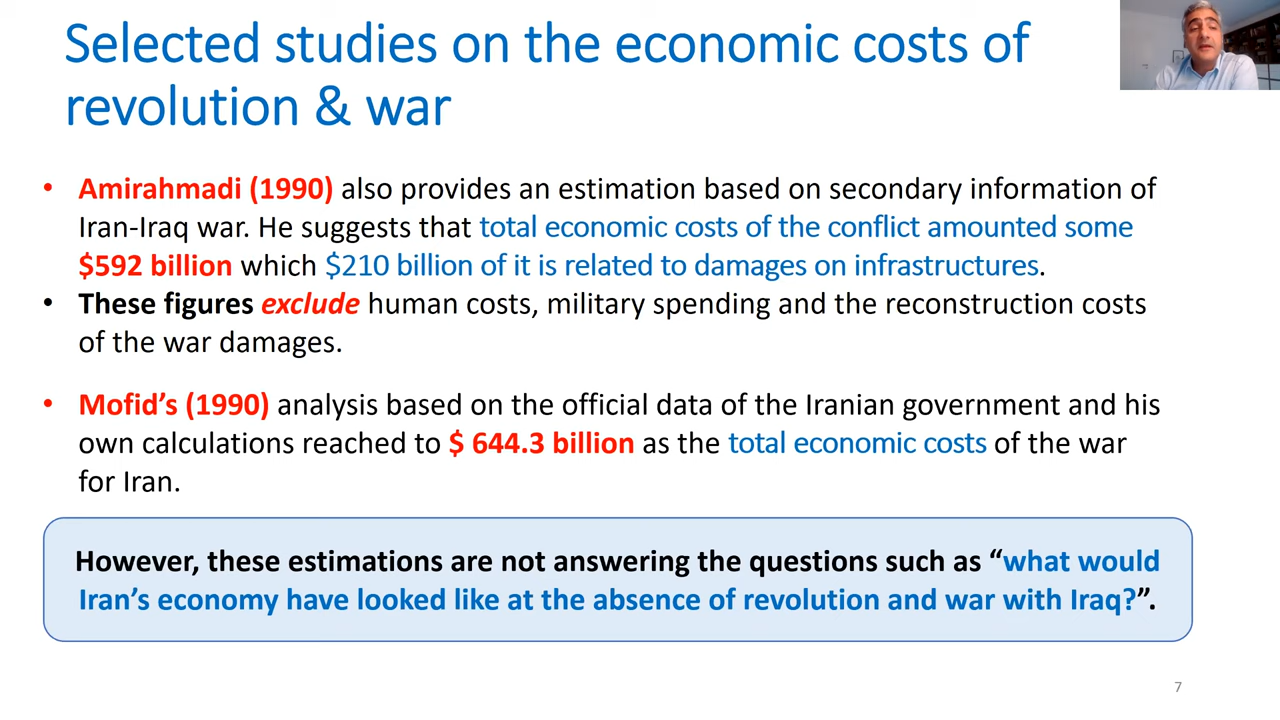 Selected studies on the economic costs of
revolution & war
• Amirahmadi (1990) also provides an estimation based on secondary information of
Iran-Iraq war. He suggests that total economic costs of the conflict amounted some
$592 billion which $210 billion of it is related to damages on infrastructures.
• These figures exclude human costs, military spending and the reconstruction costs
of the war damages.
• Mofid’s (1990) analysis based on the official data of the Iranian government and his
own calculations reached to $ 644.3 billion as the total economic costs of the war
for Iran.
However, these estimations are not answering the questions such as “what would
Iran’s economy have looked like at the absence of revolution and war with Iraq?”.
7